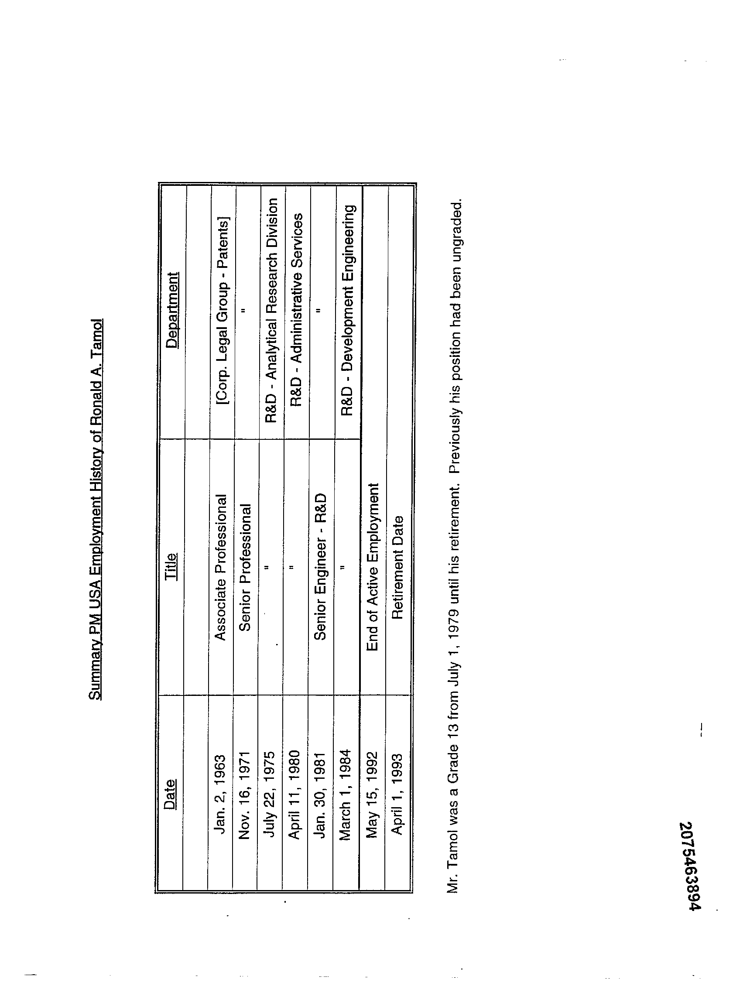 Summary PM USA Employment History of Ronald A. Tamol
Date Title Department
Jan. 2, 1963 Associate Professional [Corp. Legal Group - Patents]
Nov. 16, 1971 Senior Professional "
July 22, 1975 " R&D - Analytical Research Division
April 11, 1980 " R&D - Administrative Services
Jan. 30, 1981 Senior Engineer - R&D "
March 1, 1984 " R&D - Development Engineering
May 15, 1992 End of Active Employment
April 1, 1993 Retirement Date
Mr. Tamol was a Grade 13 from July 1, 1979 until his retirement. Previously his position had been ungraded.
2075463894